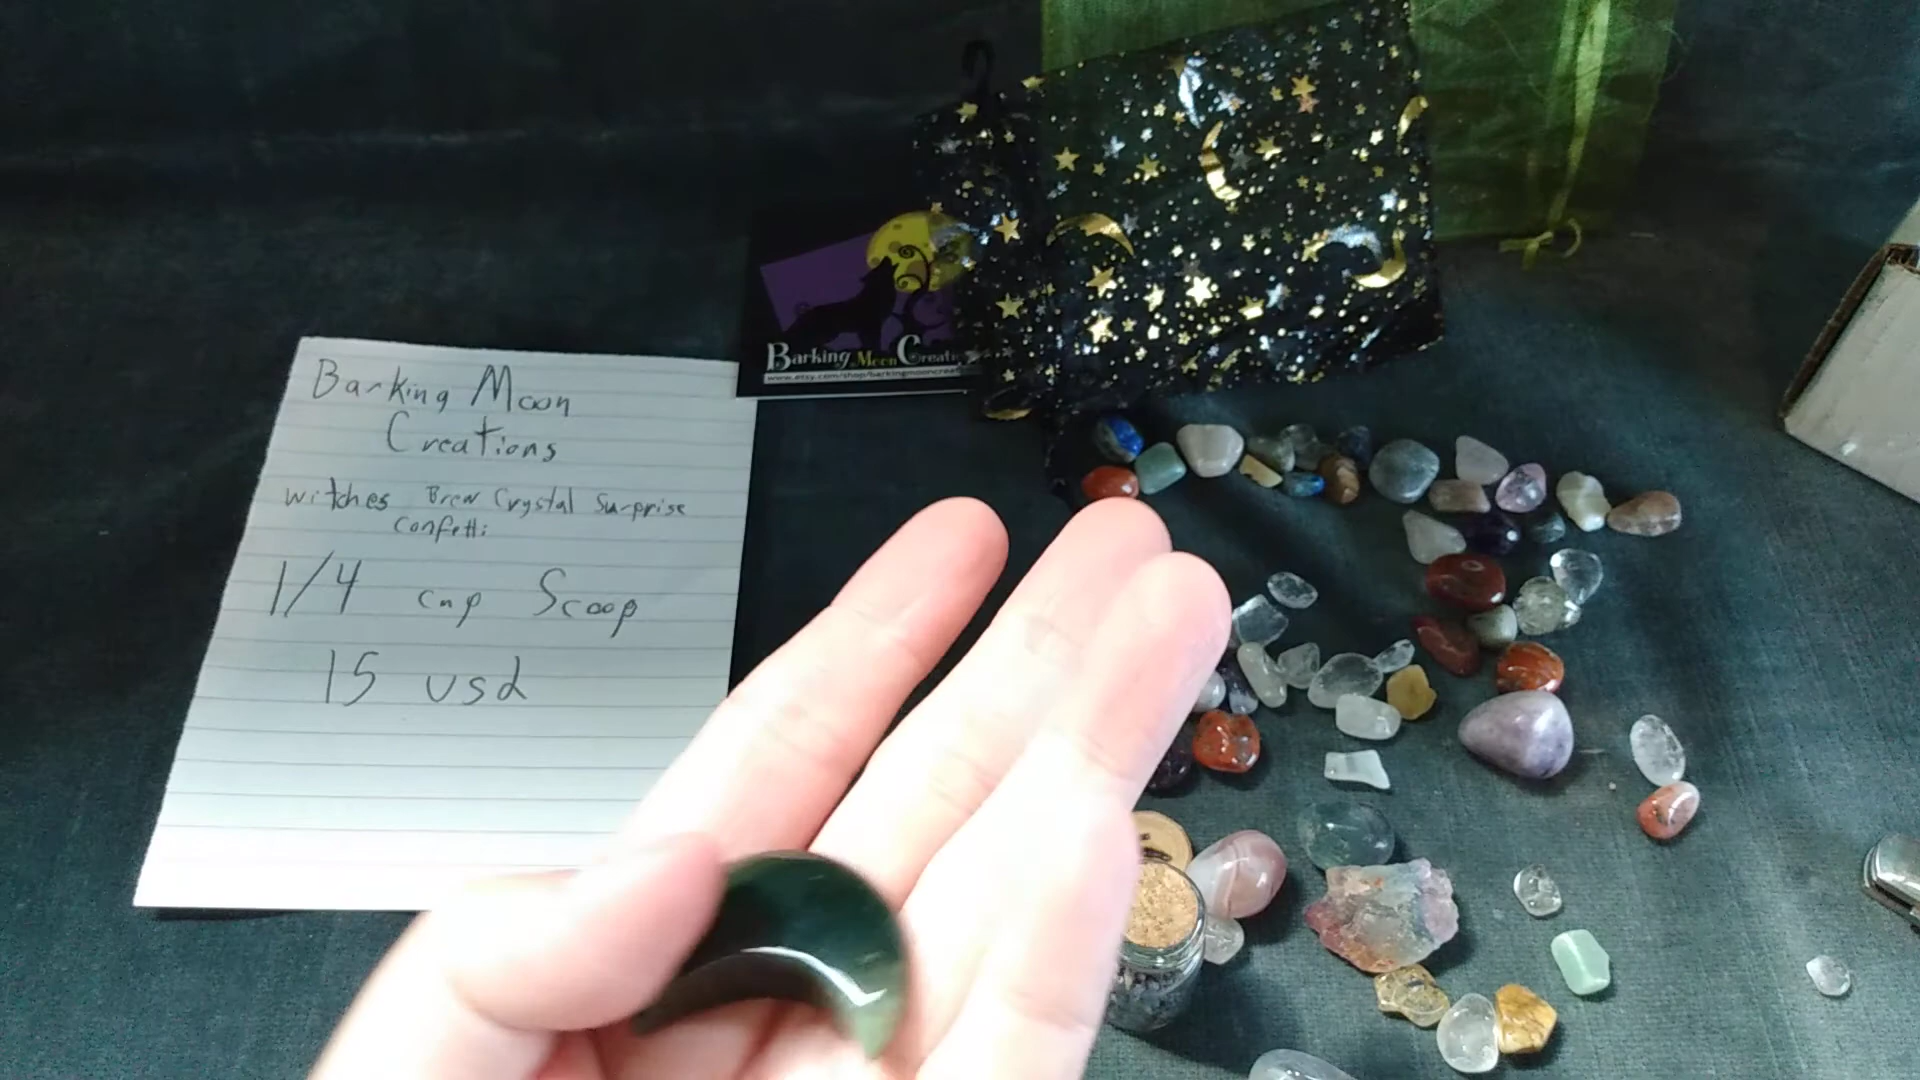 Barking Moon
Creations
witches Brew Crystal Surprise
Confetti
1/4 cup Scoop
15 usd
Barking Moon Creati
www.etsy.com/shop/barkingmooncreat